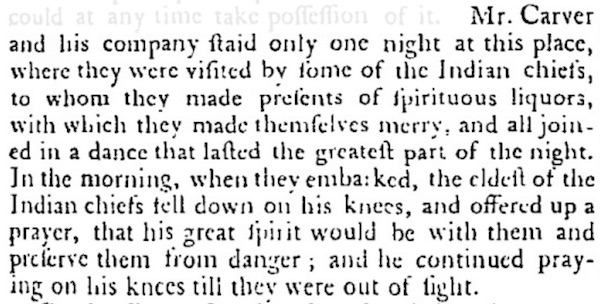 could at any time take poſſeſſion of it. Mr. Carver
and his company ſtaid only one night at this place,
where they were viſited by ſome of the Indian chiefs,
to whom they made preſents of ſpirituous liquors,
with which they made themſelves merry, and all join-
ed in a dance that laſted the greateſt part of the night.
In the morning, when they embarked, the eldeſt of the
Indian chiefs fell down on his knees, and offered up a
prayer, that his great ſpirit would be with them and
preſerve them from danger; and he continued pray-
ing on his knees till they were out of ſight.